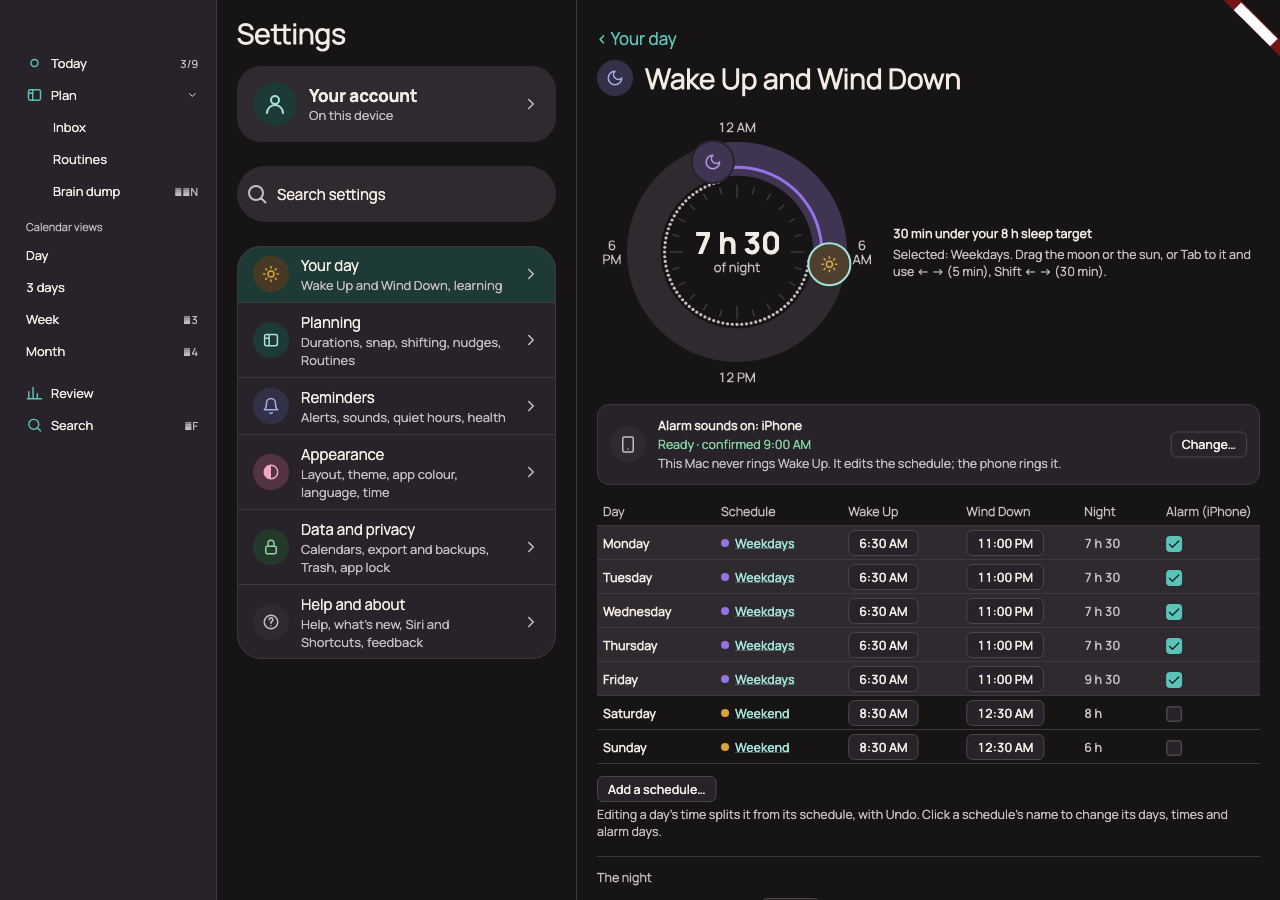 Today 3/9
Plan
Inbox
Routines
Brain dump N
Calendar views
Day
3 days
Week 3
Month 4
Review
Search F
Settings
Your account
On this device
Search settings
Your day
Wake Up and Wind Down, learning
Planning
Durations, snap, shifting, nudges,
Routines
Reminders
Alerts, sounds, quiet hours, health
Appearance
Layout, theme, app colour,
language, time
Data and privacy
Calendars, export and backups,
Trash, app lock
Help and about
Help, what's new, Siri and
Shortcuts, feedback
‹ Your day
Wake Up and Wind Down
12 AM
6
PM
7 h 30
of night
6
AM
12 PM
30 min under your 8 h sleep target
Selected: Weekdays. Drag the moon or the sun, or Tab to it and
use ← → (5 min), Shift ← → (30 min).
Alarm sounds on: iPhone
Ready · confirmed 9:00 AM
This Mac never rings Wake Up. It edits the schedule; the phone rings it.
Change…
Day Schedule Wake Up Wind Down Night Alarm (iPhone)
Monday Weekdays 6:30 AM 11:00 PM 7 h 30
Tuesday Weekdays 6:30 AM 11:00 PM 7 h 30
Wednesday Weekdays 6:30 AM 11:00 PM 7 h 30
Thursday Weekdays 6:30 AM 11:00 PM 7 h 30
Friday Weekdays 6:30 AM 11:00 PM 9 h 30
Saturday Weekend 8:30 AM 12:30 AM 8 h
Sunday Weekend 8:30 AM 12:30 AM 6 h
Add a schedule…
Editing a day's time splits it from its schedule, with Undo. Click a schedule's name to change its days, times and
alarm days.
The night